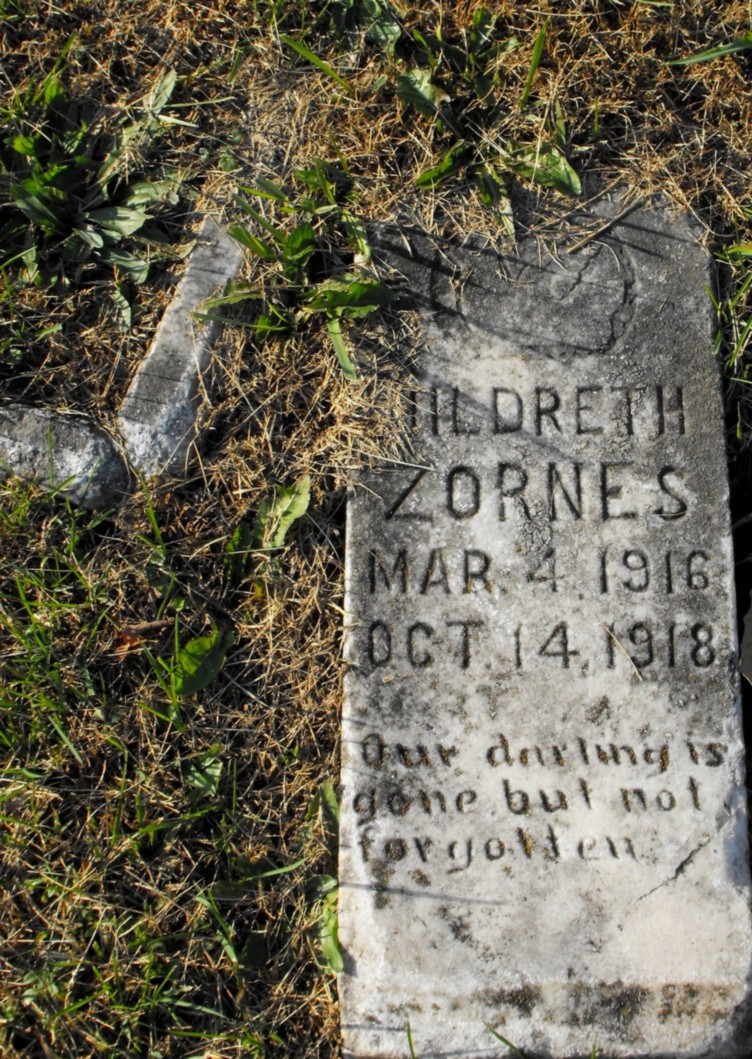 HILDRETH
ZORNES
MAR. 4, 1916
OCT. 14, 1918.
Our darling is
gone, but not
forgotten.